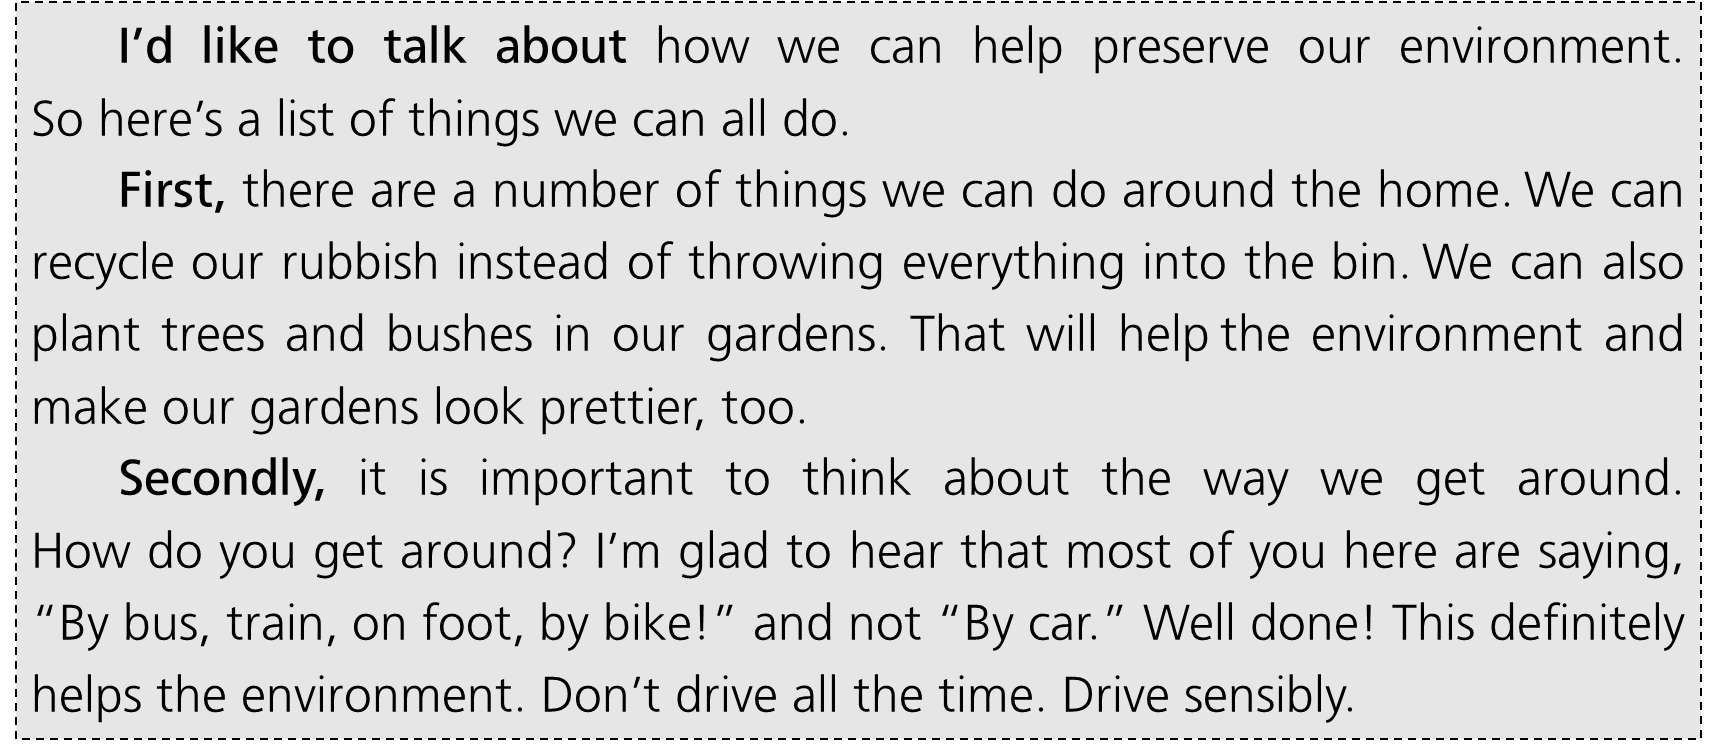 I’d like to talk about how we can help preserve our environment.
So here’s a list of things we can all do.
First, there are a number of things we can do around the home. We can
recycle our rubbish instead of throwing everything into the bin. We can also
plant trees and bushes in our gardens. That will help the environment and
make our gardens look prettier, too.
Secondly, it is important to think about the way we get around.
How do you get around? I’m glad to hear that most of you here are saying,
“By bus, train, on foot, by bike!” and not “By car.” Well done! This definitely
helps the environment. Don’t drive all the time. Drive sensibly.